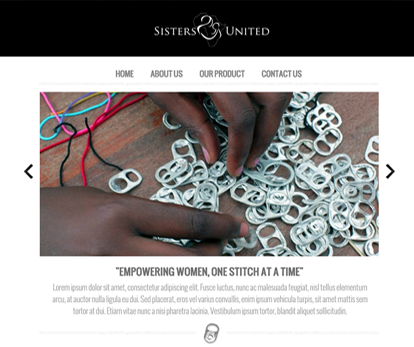 SISTERS & UNITED
HOME ABOUT US OUR PRODUCT CONTACT US
"EMPOWERING WOMEN, ONE STITCH AT A TIME"
Lorem ipsum dolor sit amet, consectetur adipiscing elit. Fusce luctus, nunc ac malesuada feugiat, nisl tellus elementum
arcu, at auctor nulla ligula eu dui. Sed placerat, eros vel varius convallis, enim ipsum vehicula turpis, sit amet mattis sem
tortor at dui. Etiam vitae nunc a nisi pharetra lacinia. Vestibulum ipsum tortor, blandit aliquet sollicitudin.